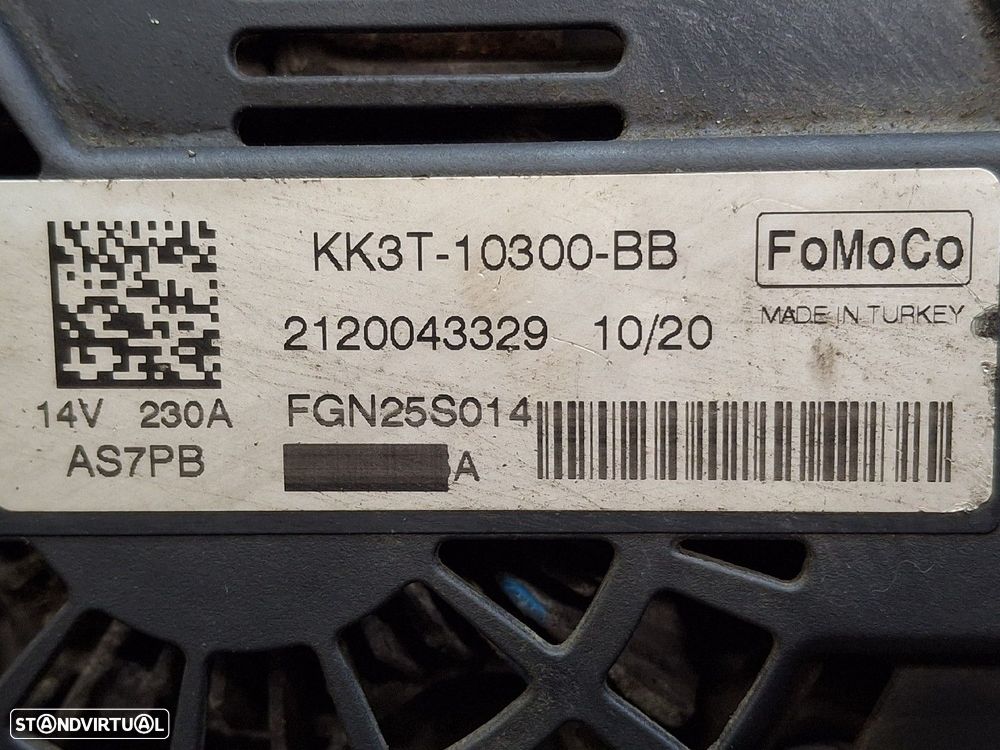 KK3T-10300-BB
FoMoCo
MADE IN TURKEY
2120043329 10/20
14V 230A
FGN25S014
AS7PB
A
STANDVIRTUAL